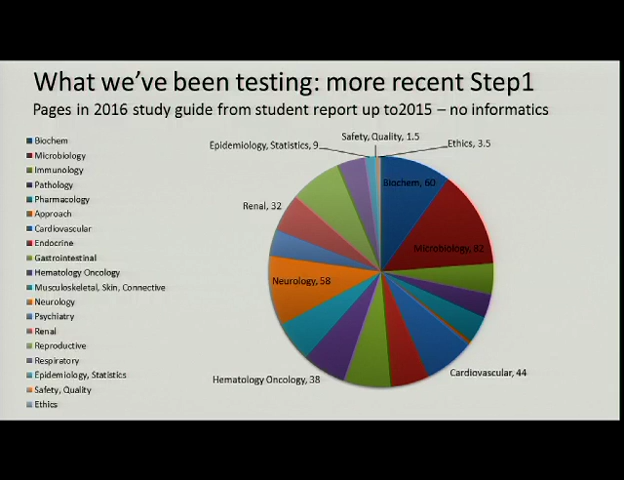 What we've been testing: more recent Step1
Pages in 2016 study guide from student report up to2015 – no informatics
Biochem
Microbiology
Immunology
Pathology
Pharmacology
Approach
Cardiovascular
Endocrine
Gastrointestinal
Hematology Oncology
Musculoskeletal, Skin, Connective
Neurology
Psychiatry
Renal
Reproductive
Respiratory
Epidemiology, Statistics
Safety, Quality
Ethics
Safety, Quality, 1.5
Epidemiology, Statistics, 9
Ethics, 3.5
Biochem, 60
Renal, 32
Microbiology, 82
Neurology, 58
Cardiovascular, 44
Hematology Oncology, 38